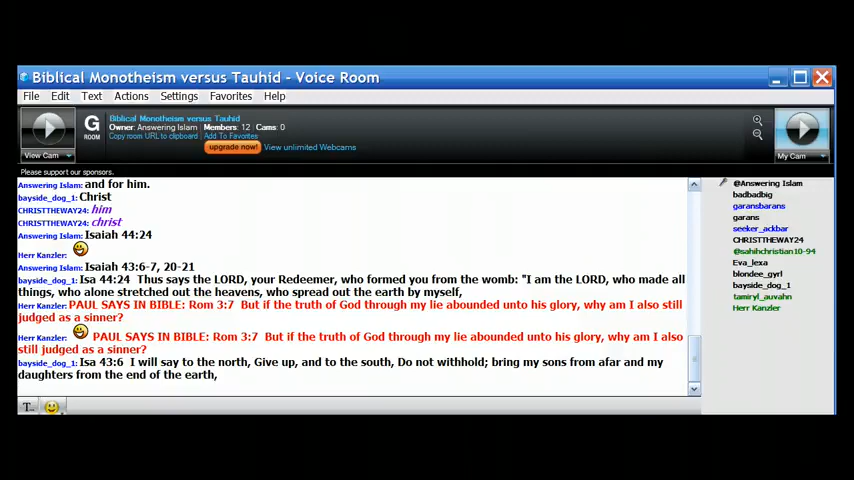 Biblical Monotheism versus Tauhid - Voice Room
File Edit Text Actions Settings Favorites Help
View Cam
G
ROOM
Biblical Monotheism versus Tauhid
Owner: Answering Islam Members: 12 Cams: 0
Copy room URL to clipboard Add To Favorites
upgrade now! View unlimited Webcams
My Cam
Please support our sponsors.
Answering Islam: and for him.
bayside_dog_1: Christ
CHRISTTHEWAY24: him
CHRISTTHEWAY24: christ
Answering Islam: Isaiah 44:24
Herr Kanzler:
Answering Islam: Isaiah 43:6-7, 20-21
bayside_dog_1: Isa 44:24 Thus says the LORD, your Redeemer, who formed you from the womb: "I am the LORD, who made all
things, who alone stretched out the heavens, who spread out the earth by myself,
Herr Kanzler: PAUL SAYS IN BIBLE: Rom 3:7 But if the truth of God through my lie abounded unto his glory, why am I also still
judged as a sinner?
Herr Kanzler: PAUL SAYS IN BIBLE: Rom 3:7 But if the truth of God through my lie abounded unto his glory, why am I also
still judged as a sinner?
bayside_dog_1: Isa 43:6 I will say to the north, Give up, and to the south, Do not withhold; bring my sons from afar and my
daughters from the end of the earth,
@Answering Islam
badbadbig
garansbarans
garans
seeker_ackbar
CHRISTTHEWAY24
@sahihchristian10-94
Eva_lexa
blondee_gyrl
bayside_dog_1
tamiryl_auvahn
Herr Kanzler
T...